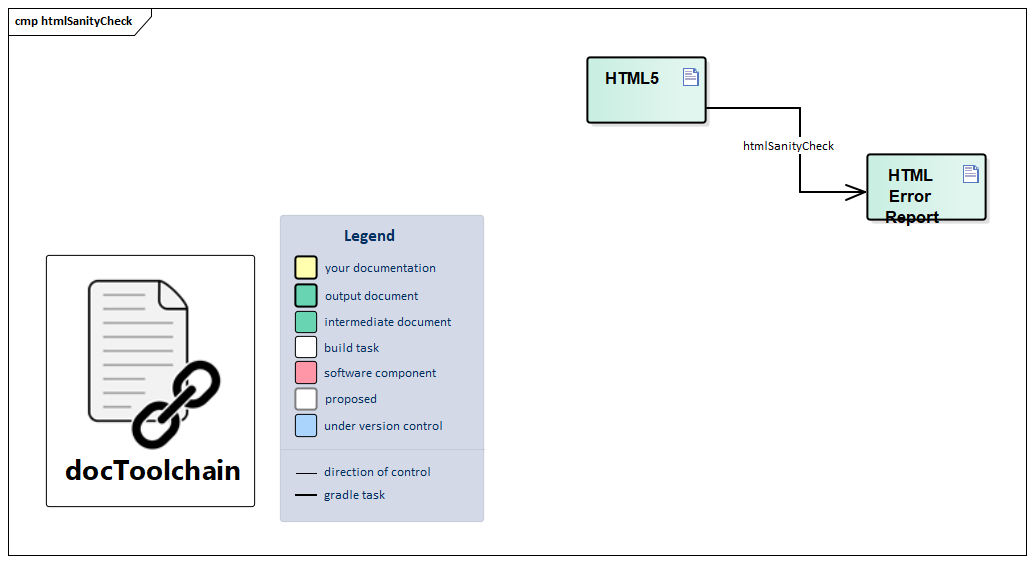 cmp htmlSanityCheck
HTML5
htmlSanityCheck
HTML
Error
Report
Legend
your documentation
output document
intermediate document
build task
software component
proposed
under version control
direction of control
gradle task
docToolchain